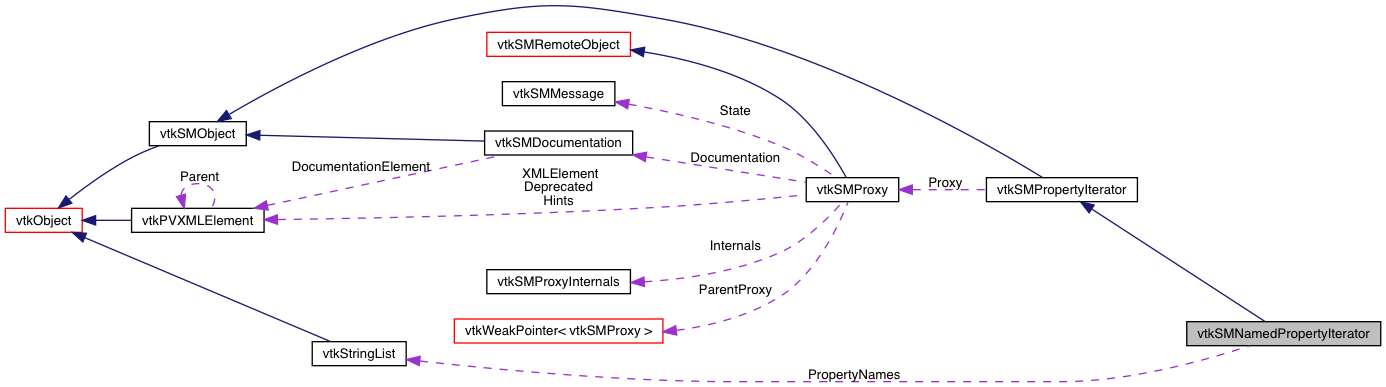 vtkSMRemoteObject
vtkSMMessage
State
vtkSMObject
vtkSMDocumentation
Documentation
DocumentationElement
XMLElement
Deprecated
Hints
Parent
vtkSMProxy
Proxy
vtkSMPropertyIterator
vtkObject
vtkPVXMLElement
Internals
vtkSMProxyInternals
ParentProxy
vtkWeakPointer< vtkSMProxy >
vtkSMNamedPropertyIterator
vtkStringList
PropertyNames